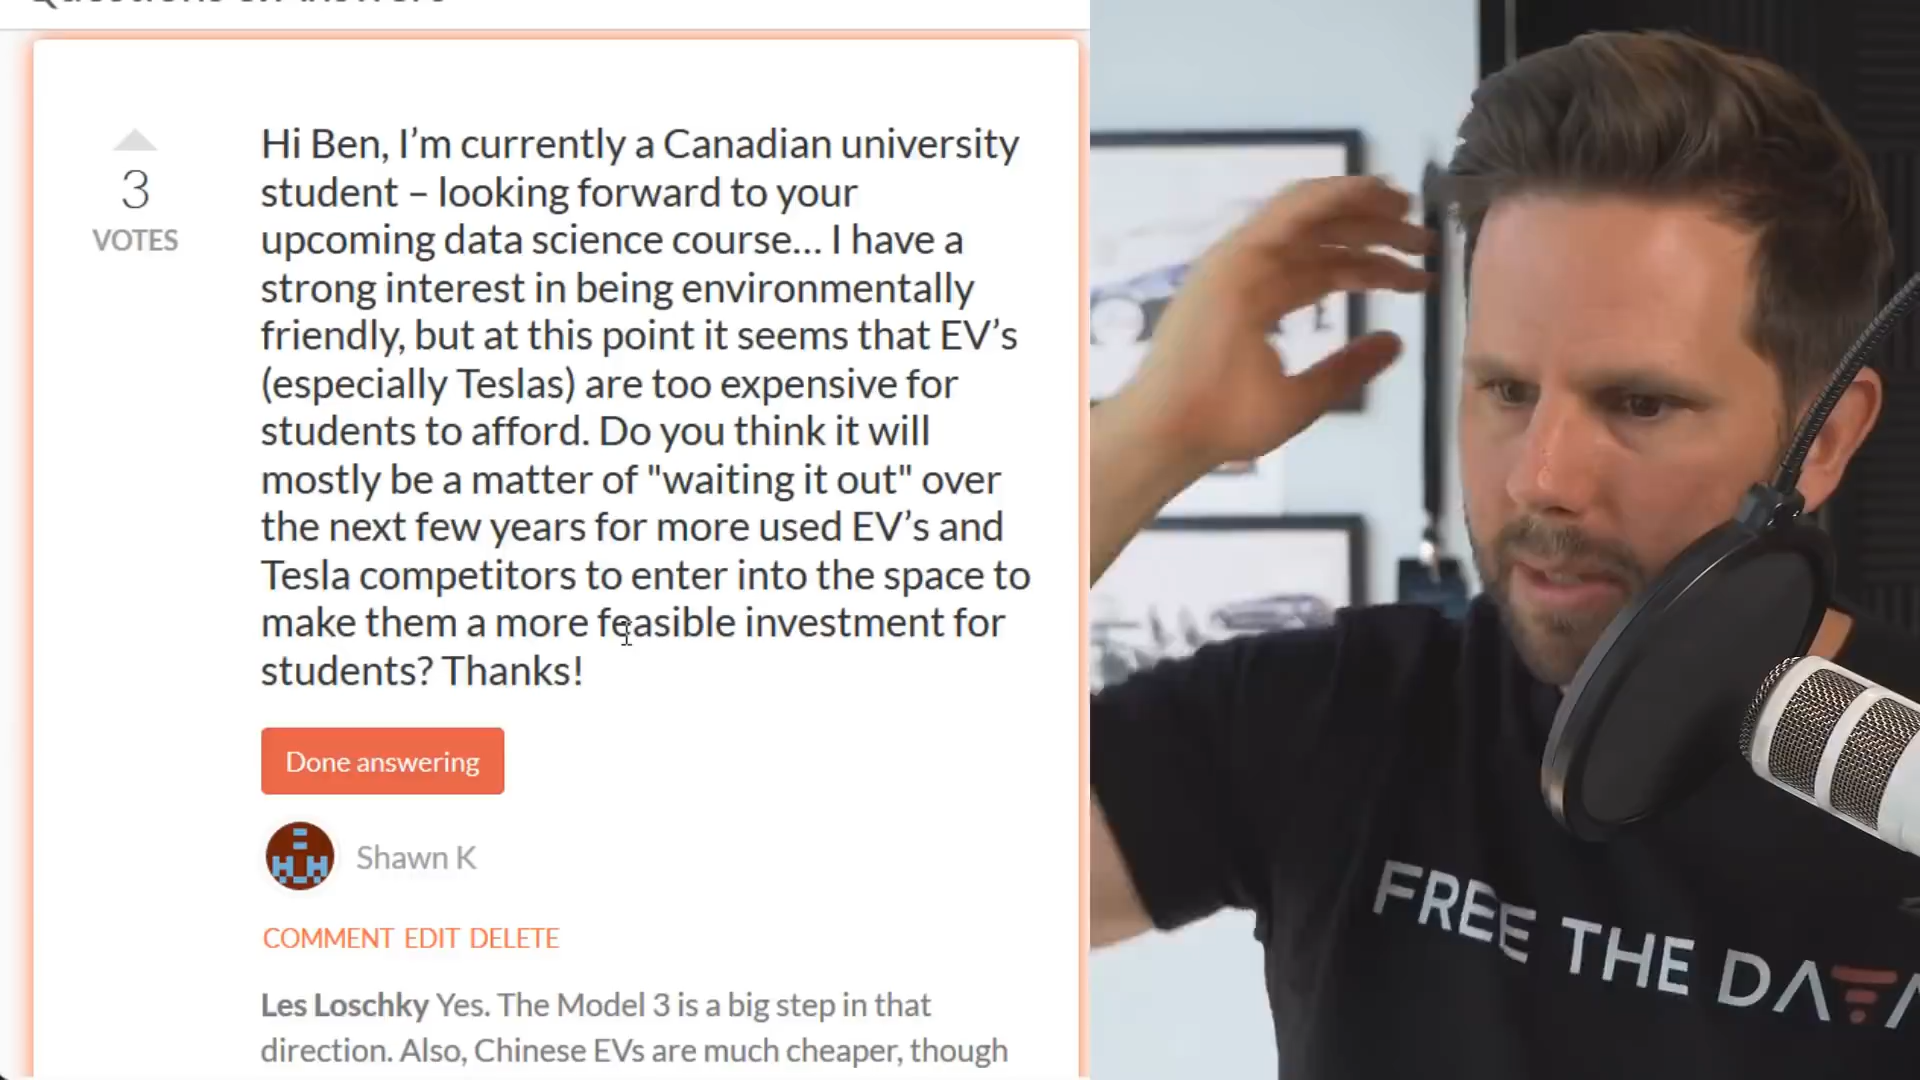 Questions & Answers
3
VOTES
Hi Ben, I’m currently a Canadian university
student – looking forward to your
upcoming data science course... I have a
strong interest in being environmentally
friendly, but at this point it seems that EV’s
(especially Teslas) are too expensive for
students to afford. Do you think it will
mostly be a matter of "waiting it out" over
the next few years for more used EV’s and
Tesla competitors to enter into the space to
make them a more feasible investment for
students? Thanks!
Done answering
Shawn K
COMMENT EDIT DELETE
Les Loschky Yes. The Model 3 is a big step in that
direction. Also, Chinese EVs are much cheaper, though
FREE THE DATA